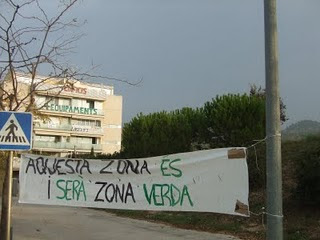 EQUIPAMENTS
AQUESTA ZONA ES
I SERÀ ZONA VERDA